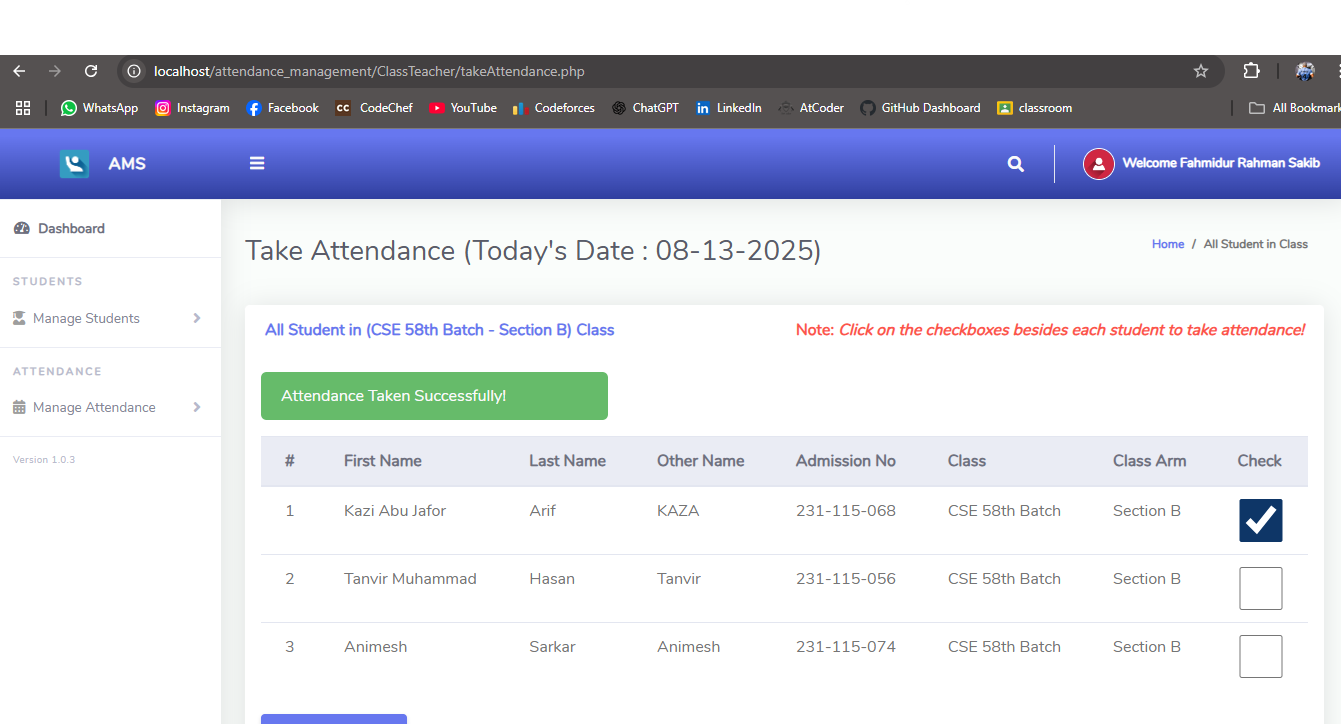 localhost/attendance_management/ClassTeacher/takeAttendance.php
WhatsApp Instagram Facebook CC CodeChef YouTube Codeforces ChatGPT in LinkedIn AtCoder GitHub Dashboard classroom All Bookmark
AMS Welcome Fahmidur Rahman Sakib
Dashboard
STUDENTS
Manage Students
ATTENDANCE
Manage Attendance
Version 1.0.3
Take Attendance (Today's Date : 08-13-2025)
Home / All Student in Class
All Student in (CSE 58th Batch - Section B) Class
Note: Click on the checkboxes besides each student to take attendance!
Attendance Taken Successfully!
# First Name Last Name Other Name Admission No Class Class Arm Check
1 Kazi Abu Jafor Arif KAZA 231-115-068 CSE 58th Batch Section B
2 Tanvir Muhammad Hasan Tanvir 231-115-056 CSE 58th Batch Section B
3 Animesh Sarkar Animesh 231-115-074 CSE 58th Batch Section B